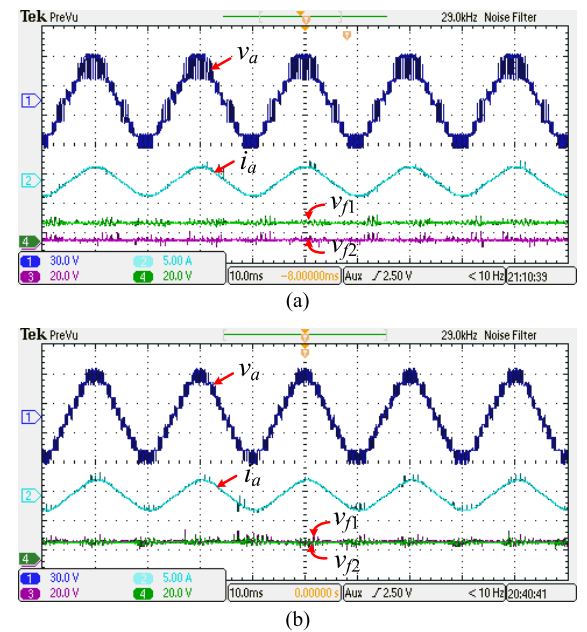 Tek PreVu 29.0kHz Noise Filter
v_a
1
i_a
2
v_f1
4
v_f2
1 30.0 V 2 5.00 A
3 20.0 V 4 20.0 V
10.0ms -8.00000ms
Aux 2.50 V < 10 Hz 21:10:39
(a)
Tek PreVu 29.0kHz Noise Filter
v_a
1
i_a
2
v_f1
4
v_f2
1 30.0 V 2 5.00 A
3 20.0 V 4 20.0 V
10.0ms 0.00000 s
Aux 2.50 V < 10 Hz 20:40:41
(b)